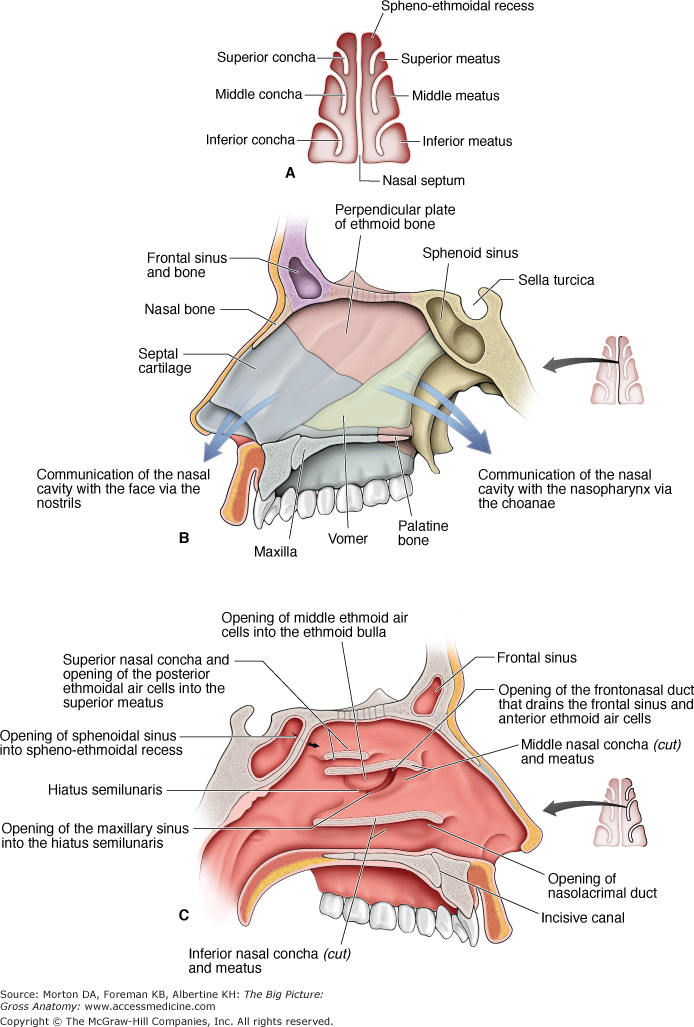 Spheno-ethmoidal recess
Superior concha
Superior meatus
Middle concha
Middle meatus
Inferior concha
Inferior meatus
A
Nasal septum
Perpendicular plate
of ethmoid bone
Frontal sinus
and bone
Sphenoid sinus
Sella turcica
Nasal bone
Septal
cartilage
Communication of the nasal
cavity with the face via the
nostrils
Communication of the nasal
cavity with the nasopharynx via
the choanae
B
Maxilla
Vomer
Palatine
bone
Opening of middle ethmoid air
cells into the ethmoid bulla
Superior nasal concha and
opening of the posterior
ethmoidal air cells into the
superior meatus
Frontal sinus
Opening of the frontonasal duct
that drains the frontal sinus and
anterior ethmoid air cells
Opening of sphenoidal sinus
into spheno-ethmoidal recess
Middle nasal concha (cut)
and meatus
Hiatus semilunaris
Opening of the maxillary sinus
into the hiatus semilunaris
Opening of
nasolacrimal duct
C
Incisive canal
Inferior nasal concha (cut)
and meatus
Source: Morton DA, Foreman KB, Albertine KH: The Big Picture:
Gross Anatomy: www.accessmedicine.com
Copyright © The McGraw-Hill Companies, Inc. All rights reserved.